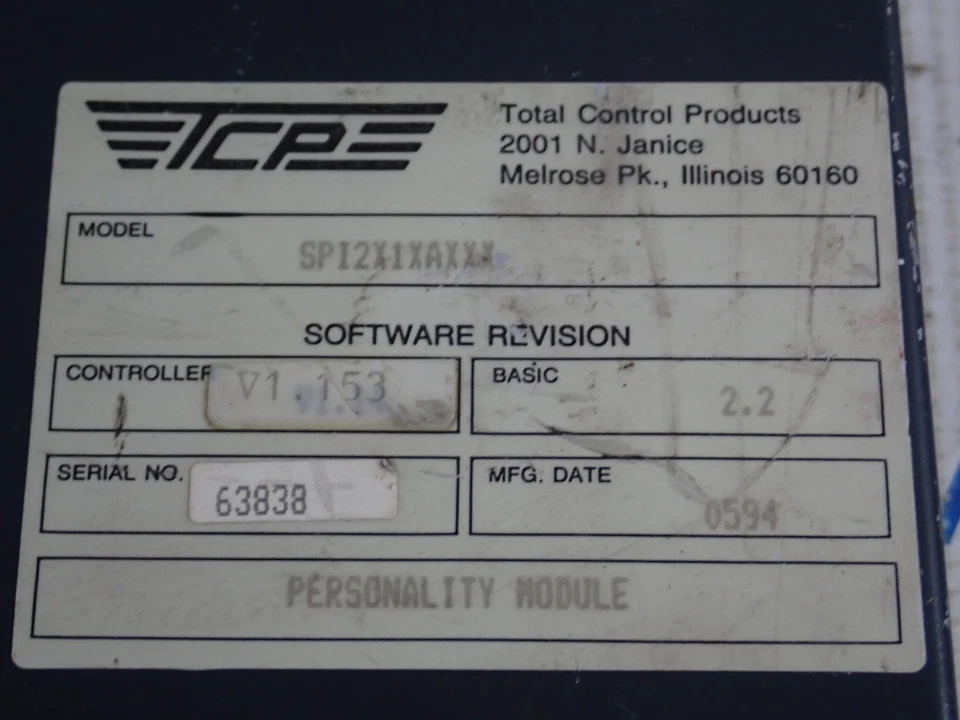 TCP
Total Control Products
2001 N. Janice
Melrose Pk., Illinois 60160
MODEL
SPI2X1XAXXX
SOFTWARE REVISION
CONTROLLER V1.153
BASIC 2.2
SERIAL NO. 63838
MFG. DATE 0594
PERSONALITY MODULE